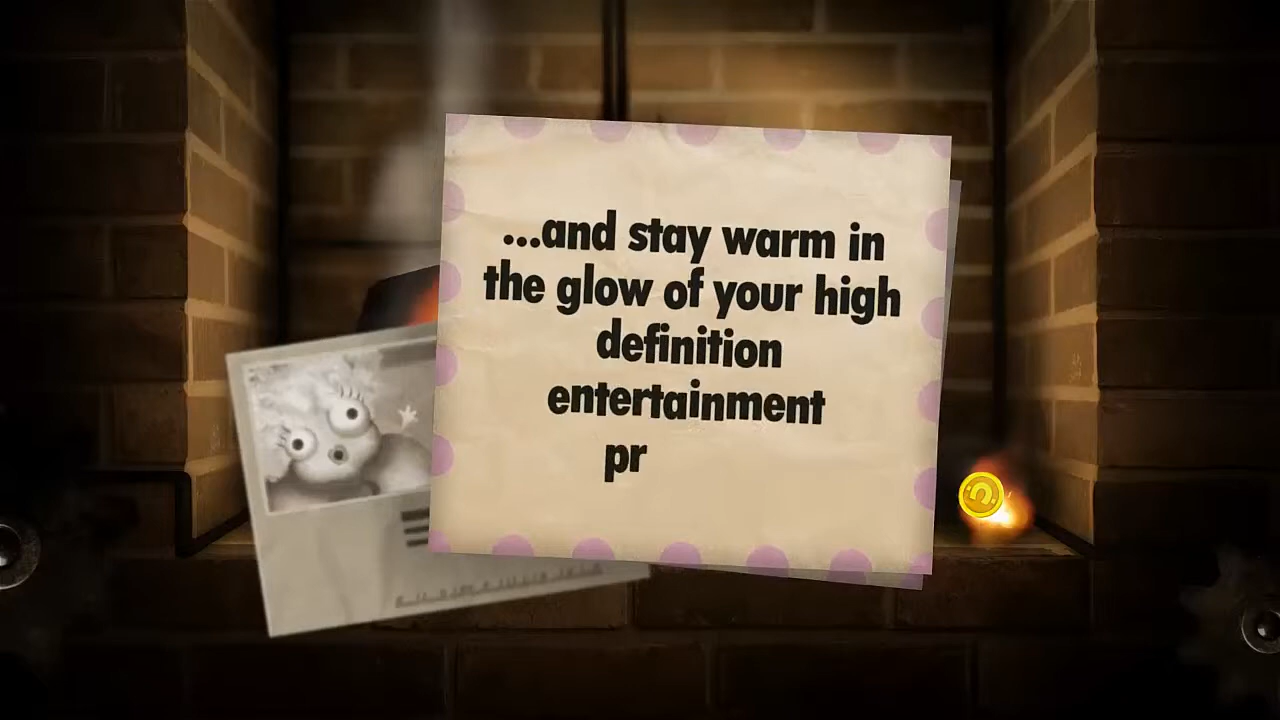 ...and stay warm in
the glow of your high
definition
entertainment
pr